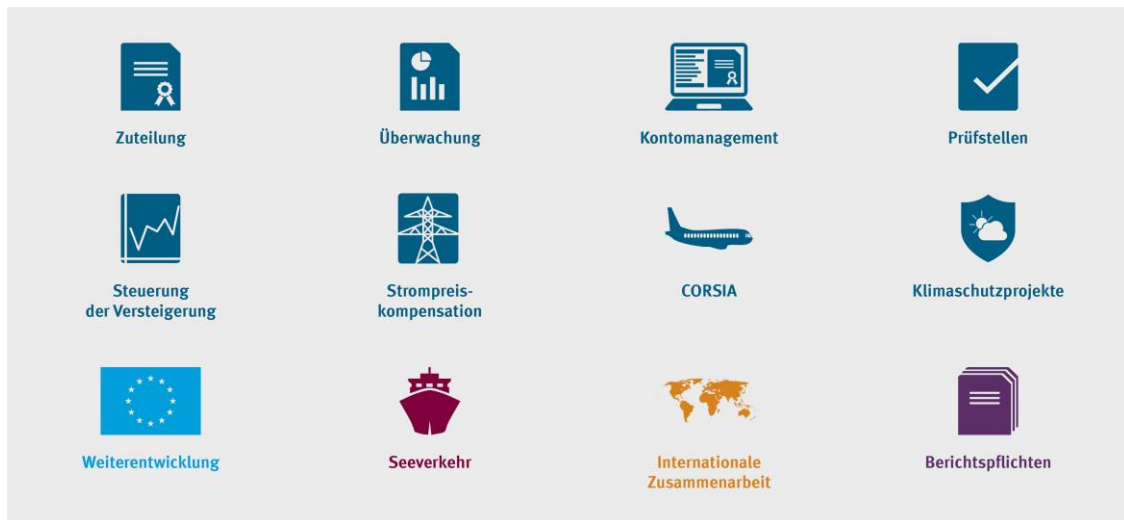 Zuteilung
Überwachung
Kontomanagement
Prüfstellen
Steuerung
der Versteigerung
Strompreis-
kompensation
CORSIA
Klimaschutzprojekte
Weiterentwicklung
Seeverkehr
Internationale
Zusammenarbeit
Berichtspflichten